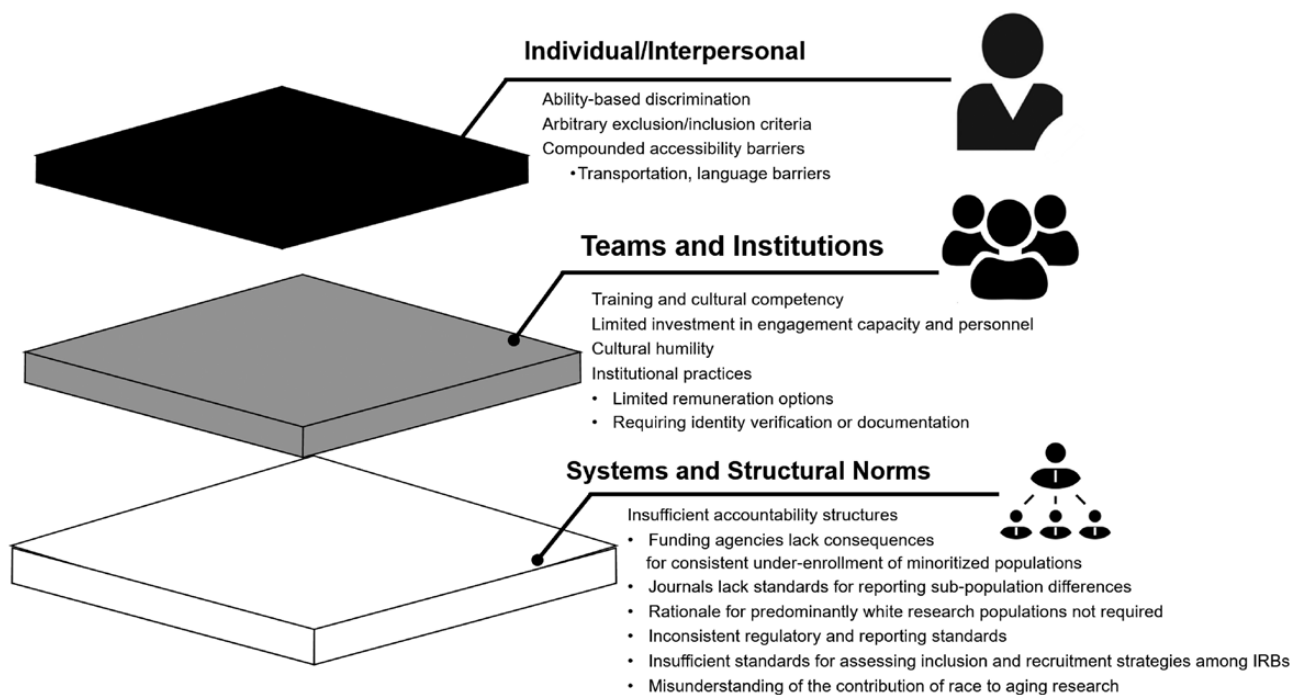 Individual/Interpersonal
Ability-based discrimination
Arbitrary exclusion/inclusion criteria
Compounded accessibility barriers
•Transportation, language barriers
Teams and Institutions
Training and cultural competency
Limited investment in engagement capacity and personnel
Cultural humility
Institutional practices
• Limited remuneration options
• Requiring identity verification or documentation
Systems and Structural Norms
Insufficient accountability structures
• Funding agencies lack consequences
for consistent under-enrollment of minoritized populations
• Journals lack standards for reporting sub-population differences
• Rationale for predominantly white research populations not required
• Inconsistent regulatory and reporting standards
• Insufficient standards for assessing inclusion and recruitment strategies among IRBs
• Misunderstanding of the contribution of race to aging research